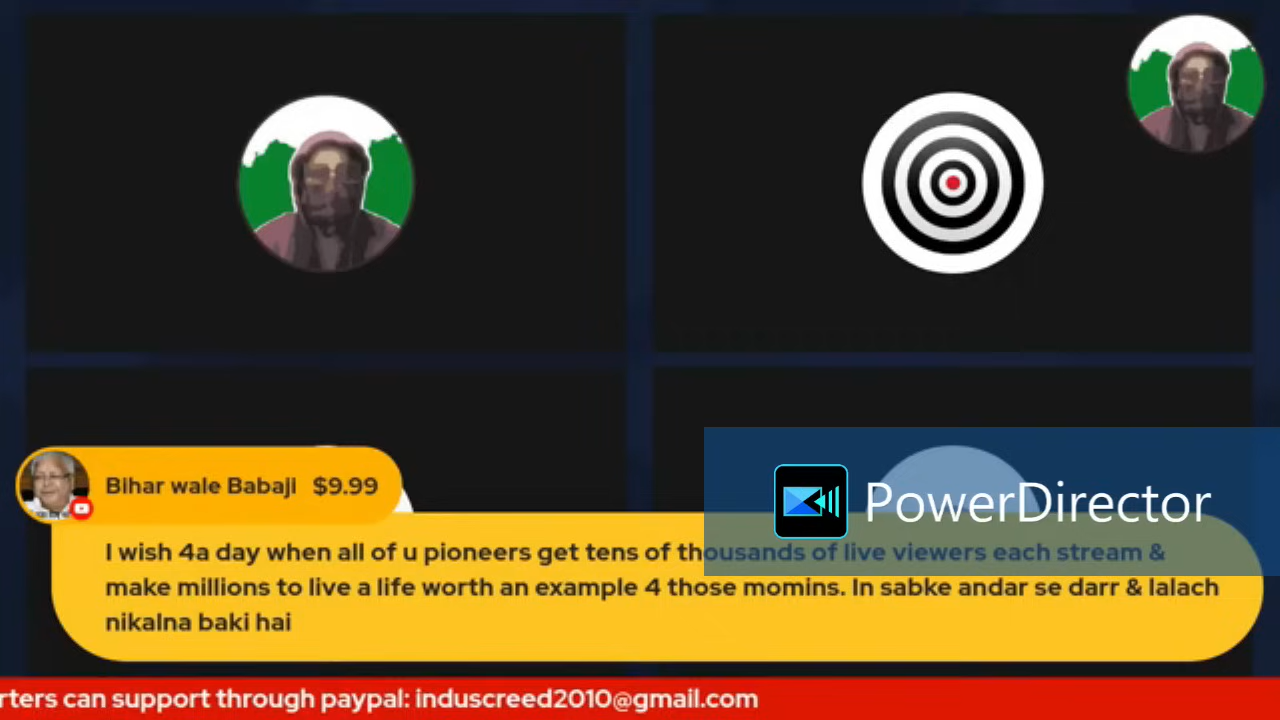 Bihar wale Babaji $9.99
PowerDirector
I wish 4a day when all of u pioneers get tens of thousands of live viewers each stream &
make millions to live a life worth an example 4 those momins. In sabke andar se darr & lalach
nikalna baki hai
rters can support through paypal: induscreed2010@gmail.com